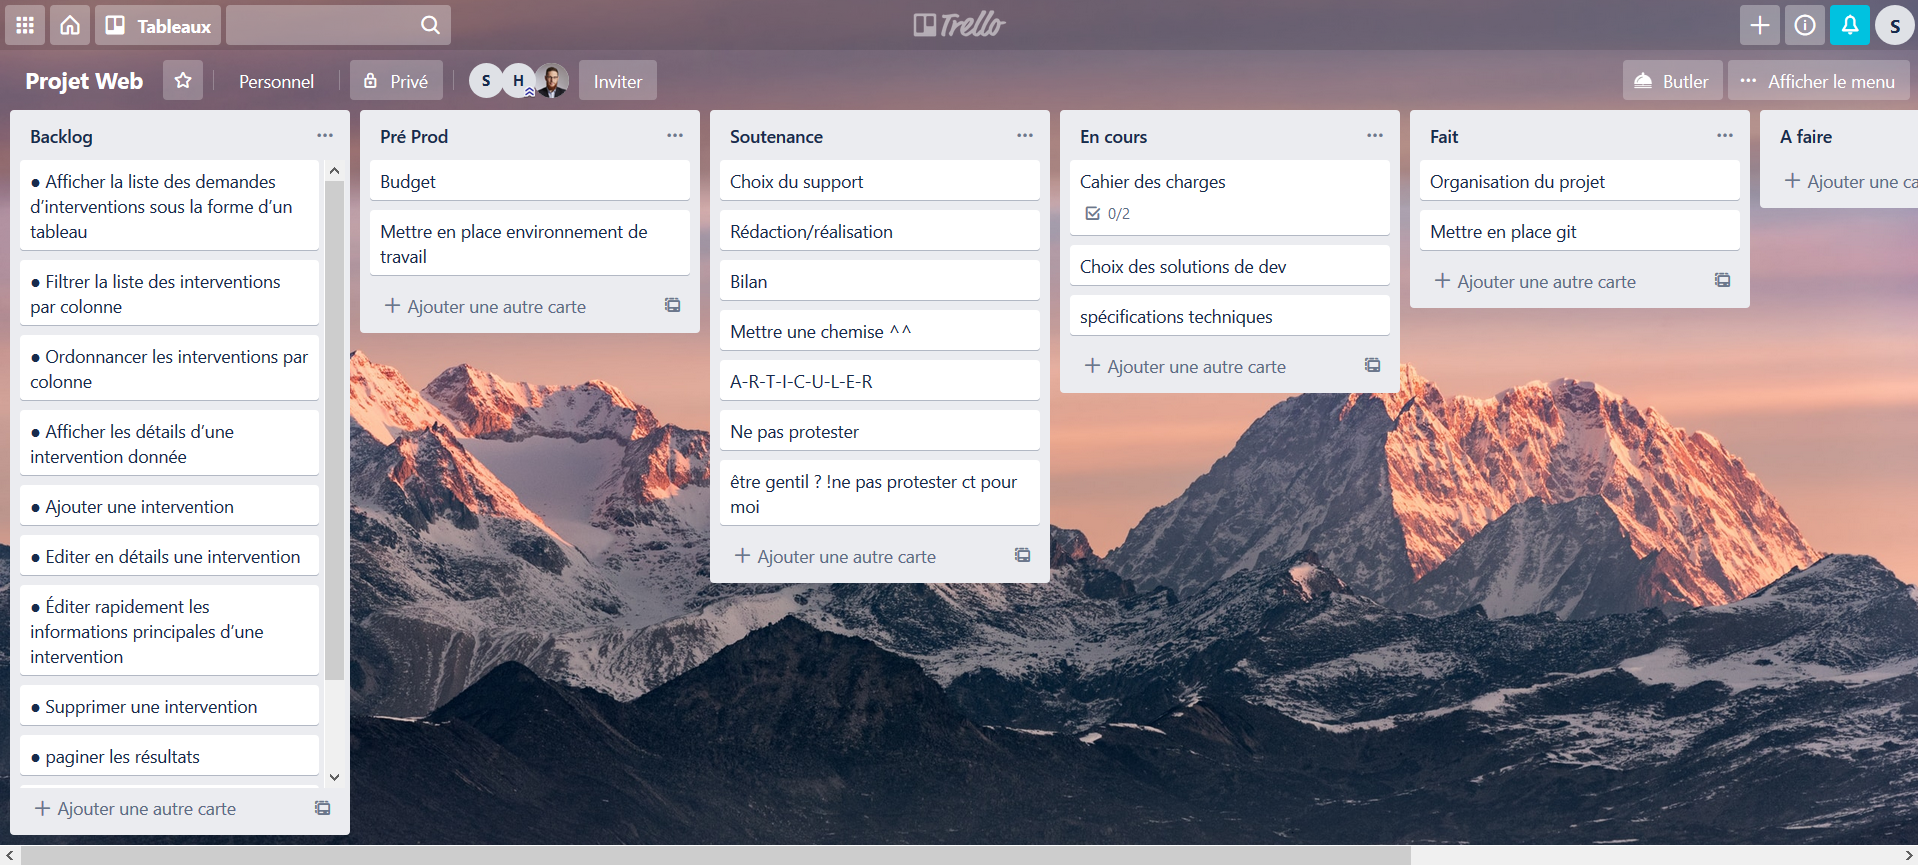 Tableaux
Trello
S
Projet Web
Personnel
Privé
S
H
Inviter
Butler
Afficher le menu
Backlog
● Afficher la liste des demandes
d’interventions sous la forme d’un
tableau
● Filtrer la liste des interventions
par colonne
● Ordonnancer les interventions par
colonne
● Afficher les détails d’une
intervention donnée
● Ajouter une intervention
● Editer en détails une intervention
● Éditer rapidement les
informations principales d’une
intervention
● Supprimer une intervention
● paginer les résultats
+ Ajouter une autre carte
Pré Prod
Budget
Mettre en place environnement de
travail
+ Ajouter une autre carte
Soutenance
Choix du support
Rédaction/réalisation
Bilan
Mettre une chemise ^^
A-R-T-I-C-U-L-E-R
Ne pas protester
être gentil ? !ne pas protester ct pour
moi
+ Ajouter une autre carte
En cours
Cahier des charges
0/2
Choix des solutions de dev
spécifications techniques
+ Ajouter une autre carte
Fait
Organisation du projet
Mettre en place git
+ Ajouter une autre carte
A faire
+ Ajouter une ca